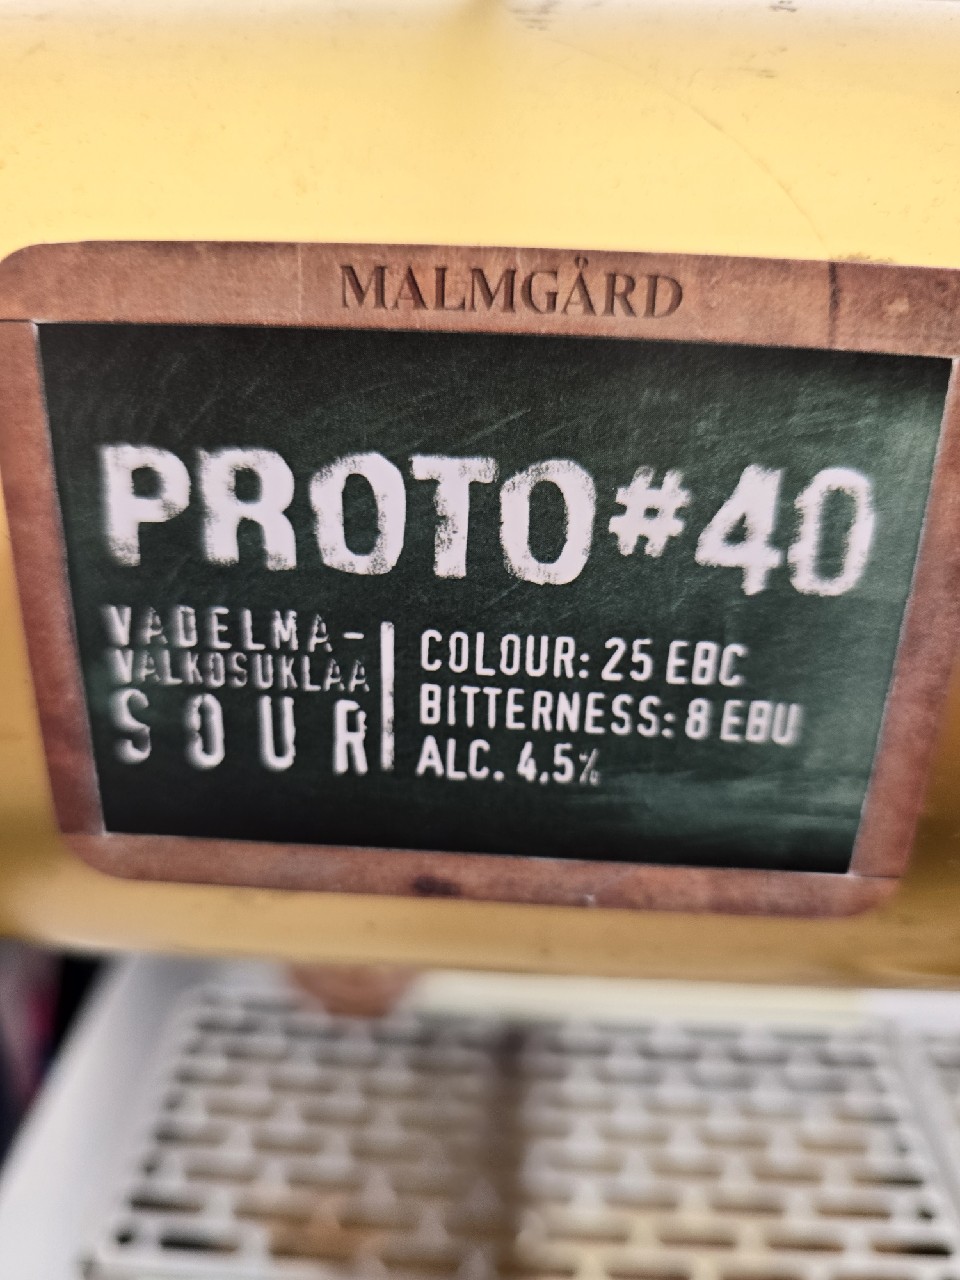 MALMGÅRD
PROTO#40
VADELMA-
VALKOSUKLAA
SOUR
COLOUR: 25 EBC
BITTERNESS: 8 EBU
ALC. 4,5%